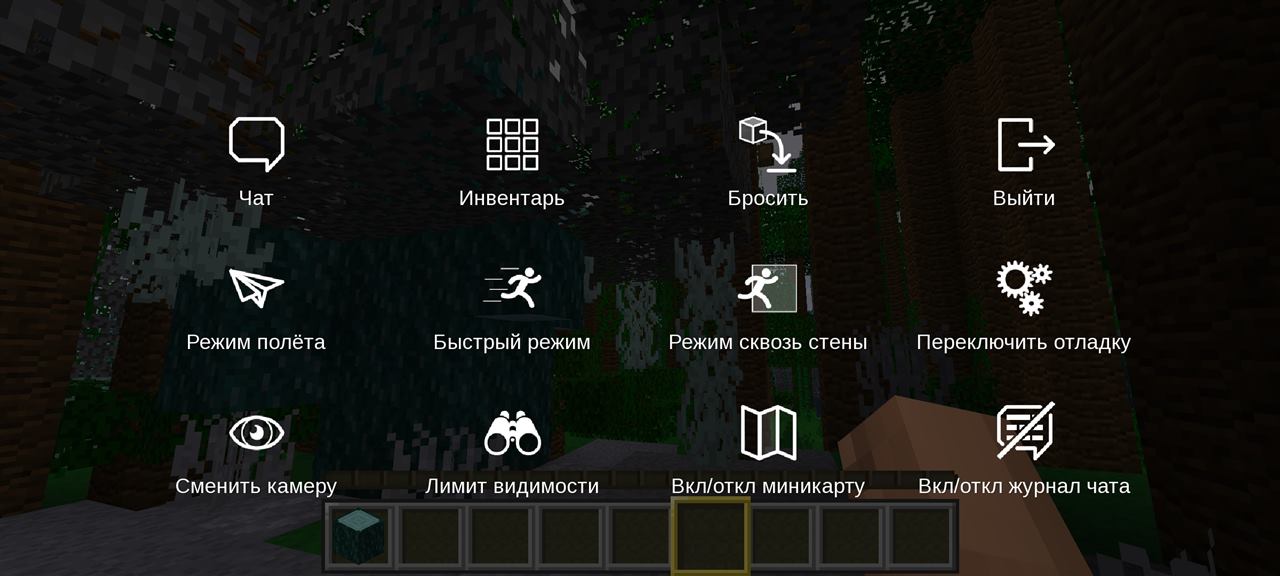 Чат
Инвентарь
Бросить
Выйти
Режим полёта
Быстрый режим
Режим сквозь стены
Переключить отладку
Сменить камеру
Лимит видимости
Вкл/откл миникарту
Вкл/откл журнал чата